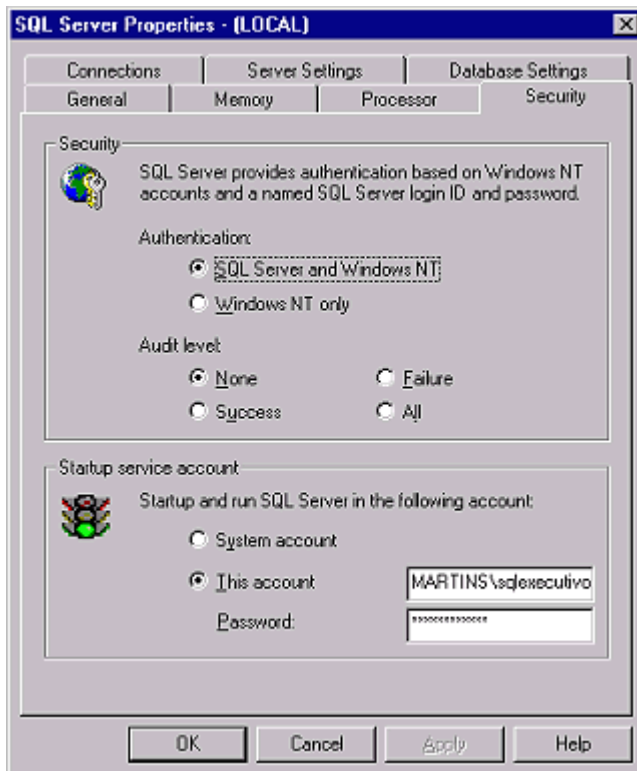 SQL Server Properties - (LOCAL)
Connections
Server Settings
Database Settings
General
Memory
Processor
Security
Security
SQL Server provides authentication based on Windows NT
accounts and a named SQL Server login ID and password.
Authentication:
SQL Server and Windows NT
Windows NT only
Audit level:
None
Failure
Success
All
Startup service account
Startup and run SQL Server in the following account:
System account
This account
MARTINS\sqlexecutivo
Password:
*************
OK
Cancel
Apply
Help